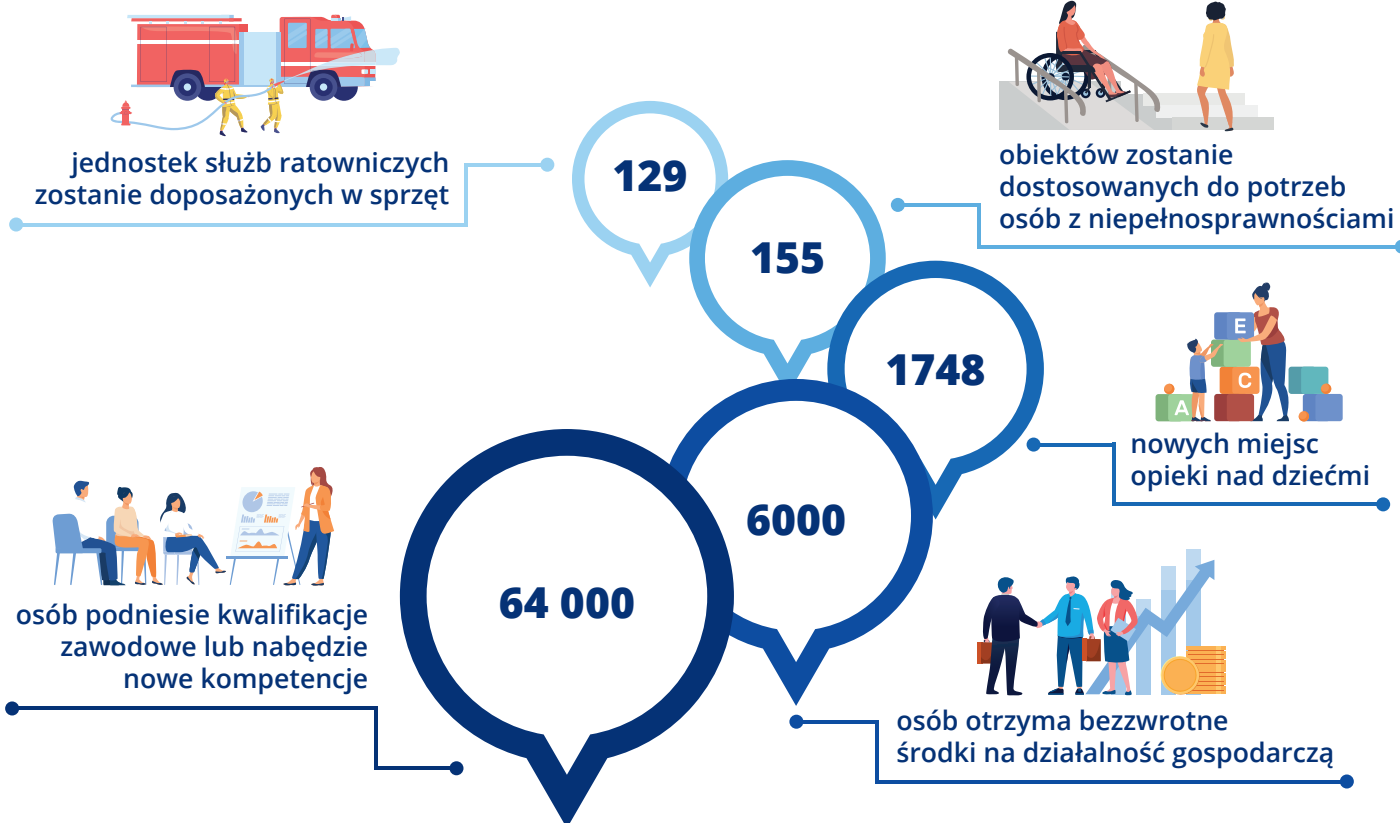 129
jednostek służb ratowniczych
zostanie doposażonych w sprzęt
155
obiektów zostanie
dostosowanych do potrzeb
osób z niepełnosprawnościami
1748
nowych miejsc
opieki nad dziećmi
E
C
A
6000
osób otrzyma bezzwrotne
środki na działalność gospodarczą
64 000
osób podniesie kwalifikacje
zawodowe lub nabędzie
nowe kompetencje